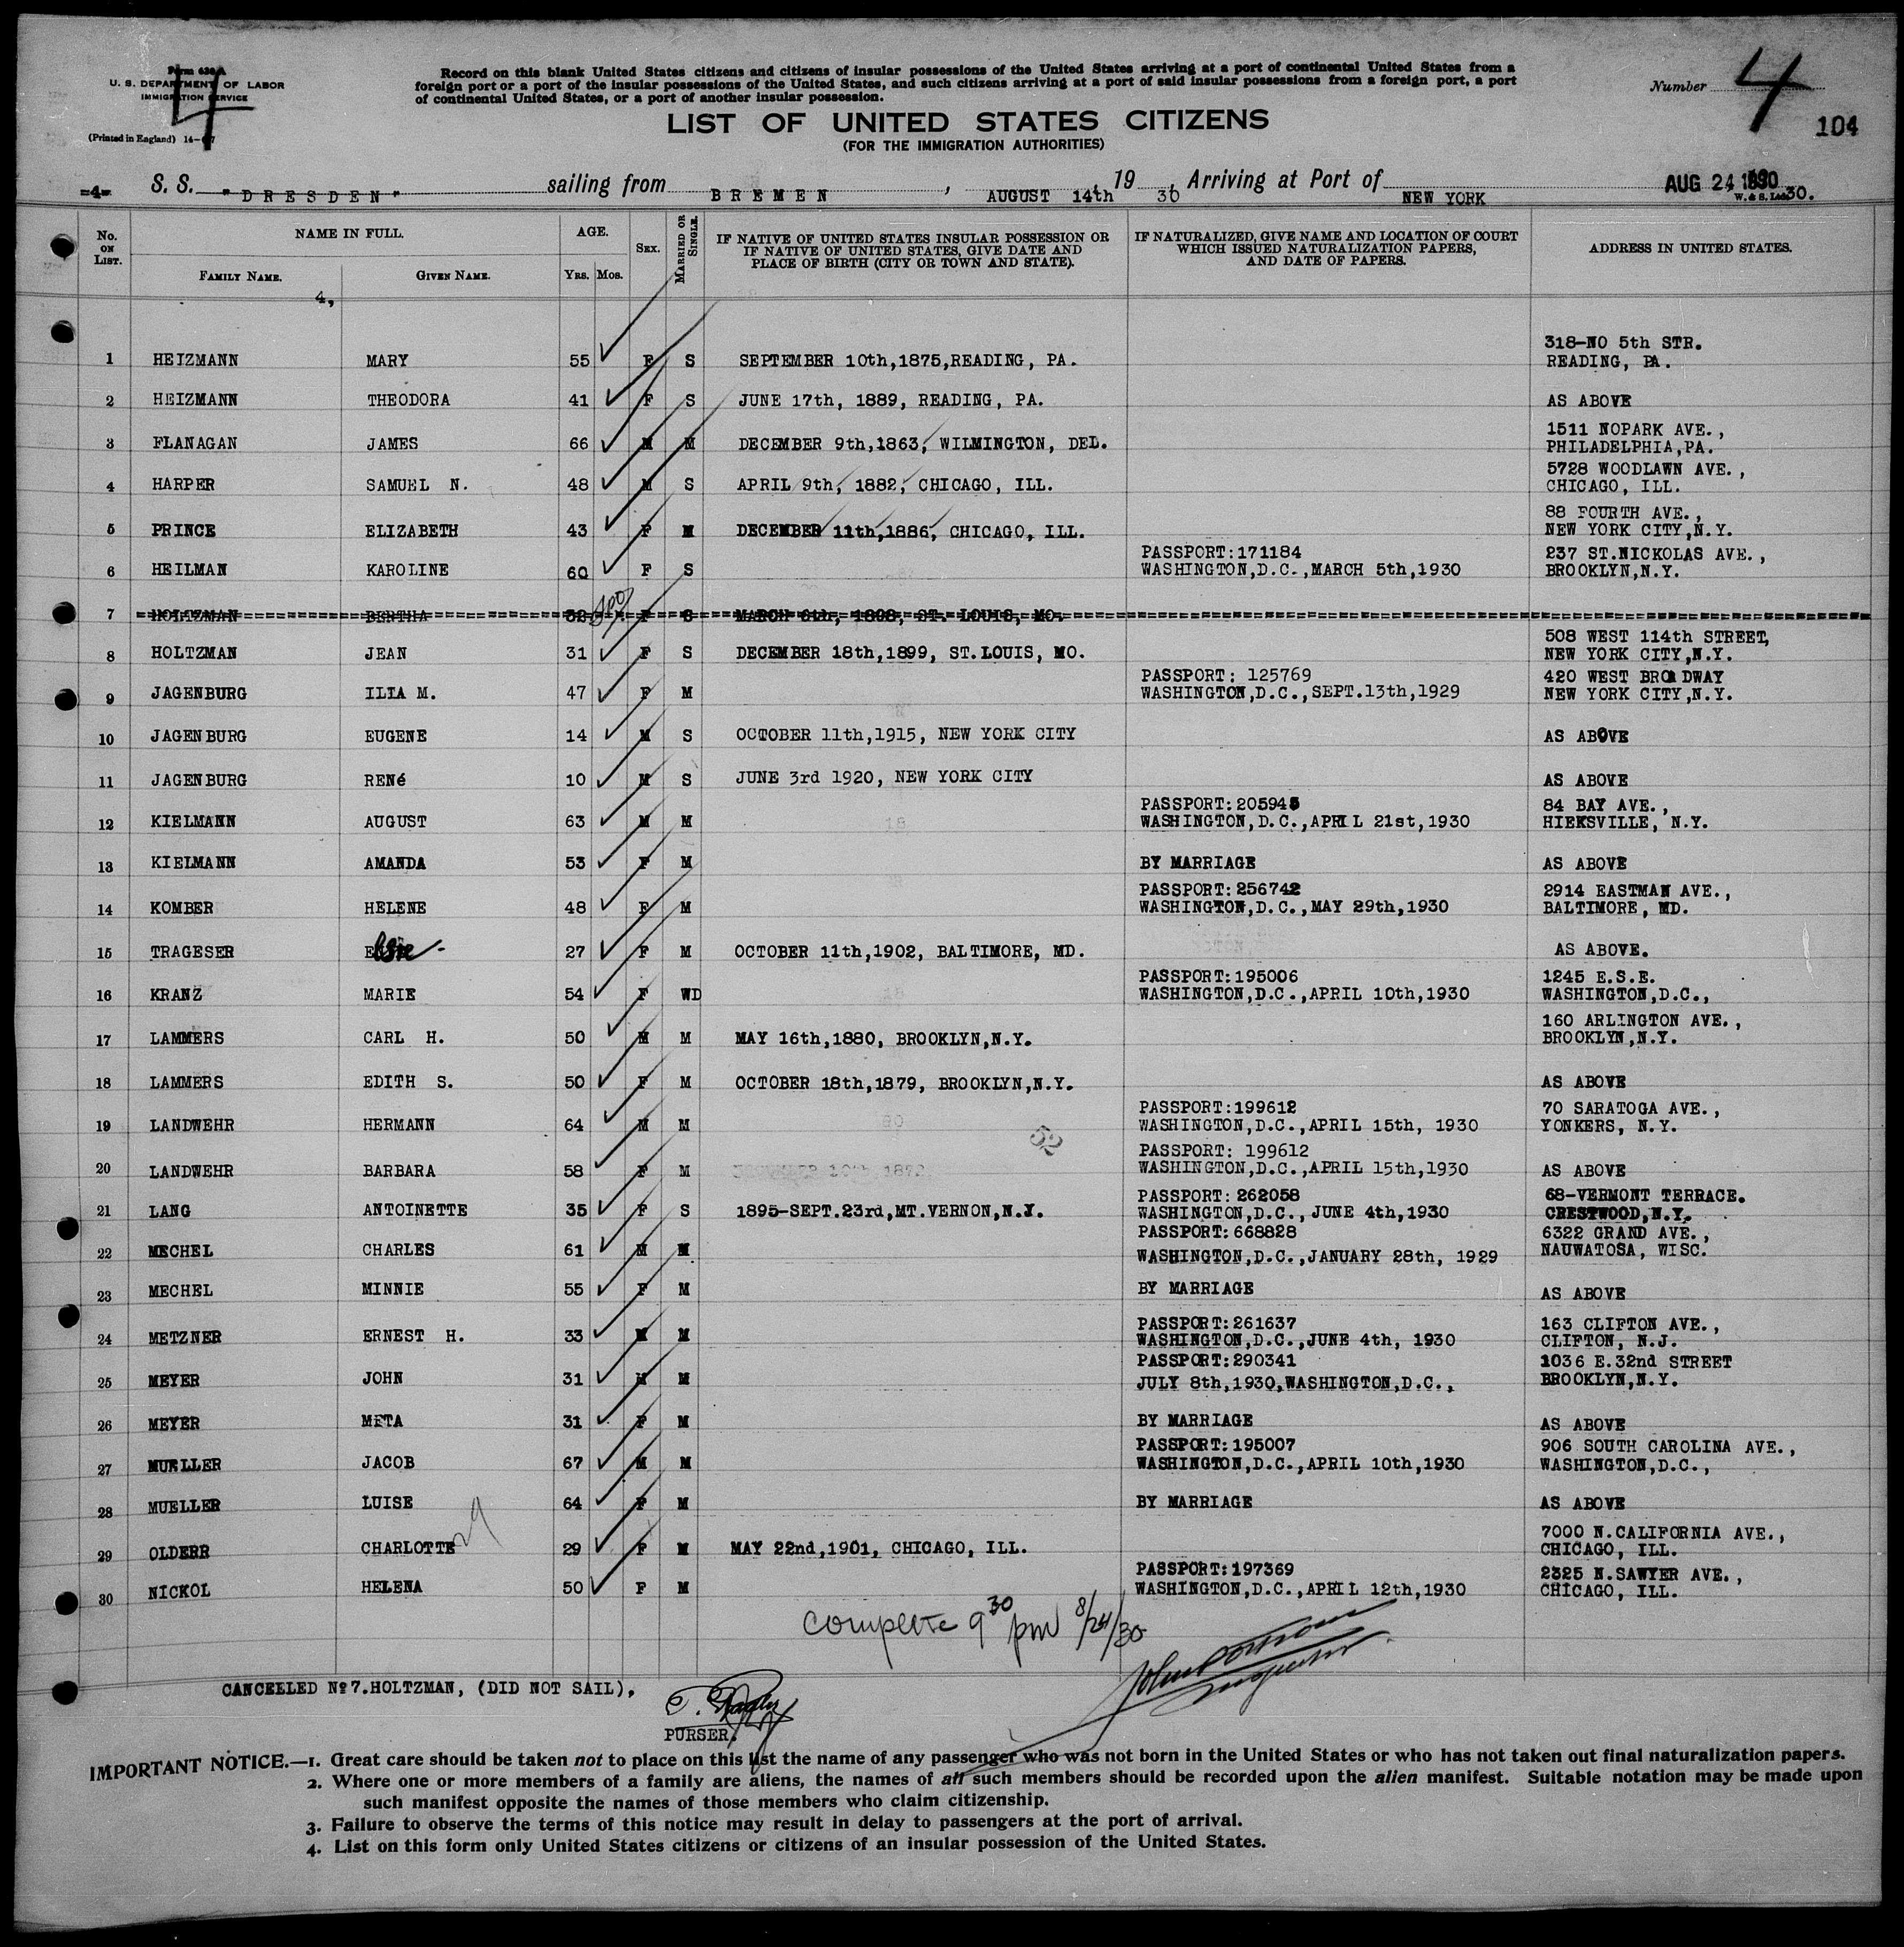 Form 630 A
U. S. DEPARTMENT OF LABOR
IMMIGRATION SERVICE
(Printed in England)
4
Record on this blank United States citizens and citizens of insular possessions of the United States arriving at a port of continental United States from a
foreign port or a port of the insular possessions of the United States, and such citizens arriving at a port of said insular possessions from a foreign port, a port
of continental United States, or a port of another insular possession.
Number 4
104
LIST OF UNITED STATES CITIZENS
(FOR THE IMMIGRATION AUTHORITIES)
-4- S. S. "DRESDEN" sailing from BREMEN, AUGUST 14th, 1930, Arriving at Port of NEW YORK AUG 24 1930
W. & S. Ltd. 30.
No. ON LIST. NAME IN FULL. AGE. SEX. MARRIED OR SINGLE. IF NATIVE OF UNITED STATES INSULAR POSSESSION OR IF NATIVE OF UNITED STATES, GIVE DATE AND PLACE OF BIRTH (CITY OR TOWN AND STATE). IF NATURALIZED, GIVE NAME AND LOCATION OF COURT WHICH ISSUED NATURALIZATION PAPERS, AND DATE OF PAPERS. ADDRESS IN UNITED STATES.
FAMILY NAME. GIVEN NAME. YRS. MOS.
4,
318-NO 5th STR.
1 HEIZMANN MARY 55 F S SEPTEMBER 10th,1875,READING, PA. READING, PA.
2 HEIZMANN THEODORA 41 F S JUNE 17th, 1889, READING, PA. AS ABOVE
1511 NOPARK AVE.,
3 FLANAGAN JAMES 66 M M DECEMBER 9th,1863, WILMINGTON, DEL. PHILADELPHIA,PA.
5728 WOODLAWN AVE.,
4 HARPER SAMUEL N. 48 M S APRIL 9th, 1882, CHICAGO, ILL. CHICAGO, ILL.
88 FOURTH AVE.,
5 PRINCE ELIZABETH 43 F M DECEMBER 11th,1886, CHICAGO, ILL. NEW YORK CITY,N.Y.
PASSPORT:171184 237 ST.NICKOLAS AVE.,
6 HEILMAN KAROLINE 60 F S WASHINGTON,D.C.,MARCH 5th,1930 BROOKLYN,N.Y.
7 HOLTZMAN BERTHA 32 F S MARCH 6th, 1898, ST. LOUIS, MO.
508 WEST 114th STREET,
8 HOLTZMAN JEAN 31 F S DECEMBER 18th,1899, ST.LOUIS, MO. NEW YORK CITY,N.Y.
PASSPORT: 125769 420 WEST BROADWAY
9 JAGENBURG ILIA M. 47 F M WASHINGTON,D.C.,SEPT.13th,1929 NEW YORK CITY,N.Y.
10 JAGENBURG EUGENE 14 M S OCTOBER 11th,1915, NEW YORK CITY AS ABOVE
11 JAGENBURG RENé 10 M S JUNE 3rd 1920, NEW YORK CITY AS ABOVE
PASSPORT:205945 84 BAY AVE.,
12 KIELMANN AUGUST 63 M M WASHINGTON,D.C.,APRIL 21st,1930 HIEKSVILLE, N.Y.
13 KIELMANN AMANDA 53 F M BY MARRIAGE AS ABOVE
PASSPORT:256742 2914 EASTMAN AVE.,
14 KOMBER HELENE 48 F M WASHINGTON,D.C.,MAY 29th,1930 BALTIMORE, MD.
15 TRAGESER Elsie 27 F M OCTOBER 11th,1902, BALTIMORE, MD. AS ABOVE.
PASSPORT:195006 1245 E.S.E.
16 KRANZ MARIE 54 F WD WASHINGTON,D.C.,APRIL 10th,1930 WASHINGTON,D.C.,
160 ARLINGTON AVE.,
17 LAMMERS CARL H. 50 M M MAY 16th,1880, BROOKLYN,N.Y. BROOKLYN,N.Y.
18 LAMMERS EDITH S. 50 F M OCTOBER 18th,1879, BROOKLYN,N.Y. AS ABOVE
PASSPORT:199612 70 SARATOGA AVE.,
19 LANDWEHR HERMANN 64 M M WASHINGTON,D.C.,APRIL 15th, 1930 YONKERS, N.Y.
52
PASSPORT: 199612
20 LANDWEHR BARBARA 58 F M WASHINGTON,D.C.,APRIL 15th,1930 AS ABOVE
PASSPORT:262058 68-VERMONT TERRACE.
21 LANG ANTOINETTE 35 F S 1895-SEPT.23rd,MT.VERNON,N.Y. WASHINGTON,D.C., JUNE 4th,1930 CRESTWOOD,N.Y.
PASSPORT:668828 6322 GRAND AVE.,
22 MECHEL CHARLES 61 M M WASHINGTON,D.C.,JANUARY 28th, 1929 NAUWATOSA, WISC.
23 MECHEL MINNIE 55 F M BY MARRIAGE AS ABOVE
PASSPORT:261637 163 CLIFTON AVE.,
24 METZNER ERNEST H. 33 M M WASHINGTON,D.C.,JUNE 4th, 1930 CLIFTON, N.J.
PASSPORT:290341 1036 E.32nd STREET
25 MEYER JOHN 31 M M JULY 8th,1930,WASHINGTON,D.C., BROOKLYN,N.Y.
26 MEYER META 31 F M BY MARRIAGE AS ABOVE
PASSPORT:195007 906 SOUTH CAROLINA AVE.,
27 MUELLER JACOB 67 M M WASHINGTON,D.C.,APRIL 10th,1930 WASHINGTON,D.C.,
28 MUELLER LUISE 64 F M BY MARRIAGE AS ABOVE
7000 N.CALIFORNIA AVE.,
29 OLDERR CHARLOTTE 29 F M MAY 22nd,1901, CHICAGO, ILL. CHICAGO, ILL.
PASSPORT:197369 2325 N.SAWYER AVE.,
30 NICKOL HELENA 50 F M WASHINGTON,D.C.,APRIL 12th,1930 CHICAGO, ILL.
complete 9 30 pm 8/24/30
Inspector
CANCELLED No 7.HOLTZMAN, (DID NOT SAIL).
PURSER.
IMPORTANT NOTICE.—1. Great care should be taken not to place on this list the name of any passenger who was not born in the United States or who has not taken out final naturalization papers.
2. Where one or more members of a family are aliens, the names of all such members should be recorded upon the alien manifest. Suitable notation may be made upon
such manifest opposite the names of those members who claim citizenship.
3. Failure to observe the terms of this notice may result in delay to passengers at the port of arrival.
4. List on this form only United States citizens or citizens of an insular possession of the United States.